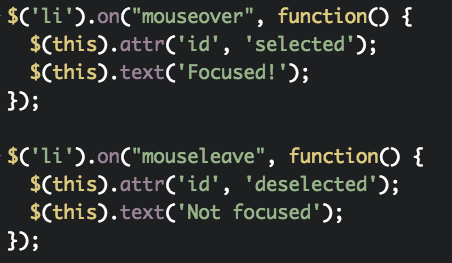 $('li').on("mouseover", function() {
  $(this).attr('id', 'selected');
  $(this).text('Focused!');
});

$('li').on("mouseleave", function() {
  $(this).attr('id', 'deselected');
  $(this).text('Not focused');
});